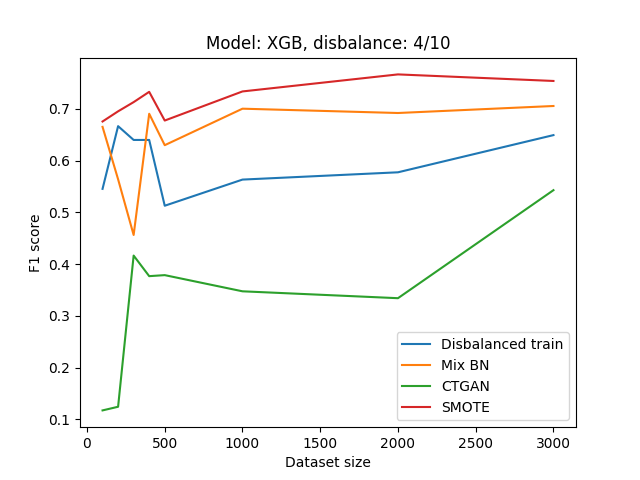 Model: XGB, disbalance: 4/10
F1 score
0.7
0.6
0.5
0.4
0.3
0.2
0.1
0
500
1000
1500
2000
2500
3000
Dataset size
Disbalanced train
Mix BN
CTGAN
SMOTE